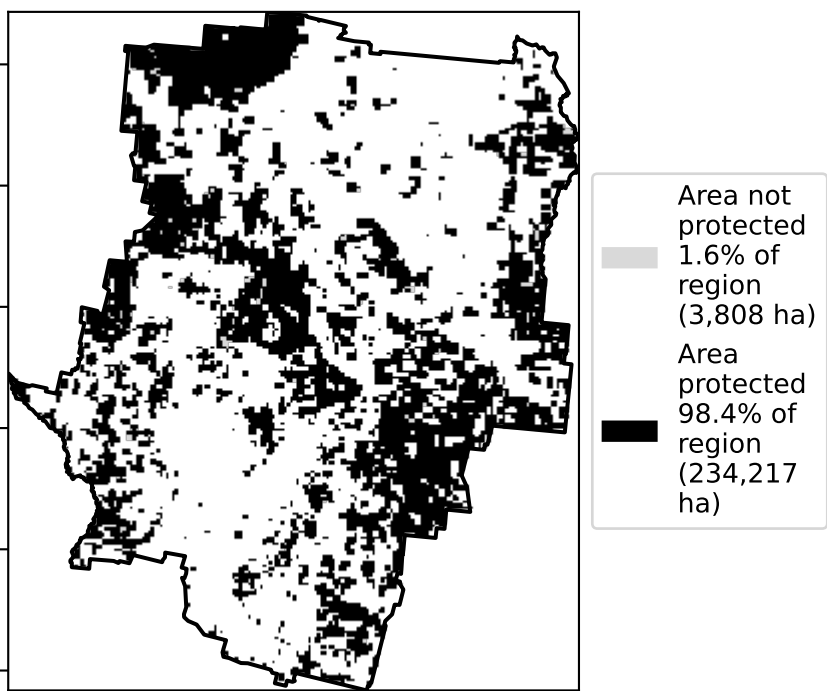 Area not
protected
1.6% of
region
(3,808 ha)
Area
protected
98.4% of
region
(234,217
ha)